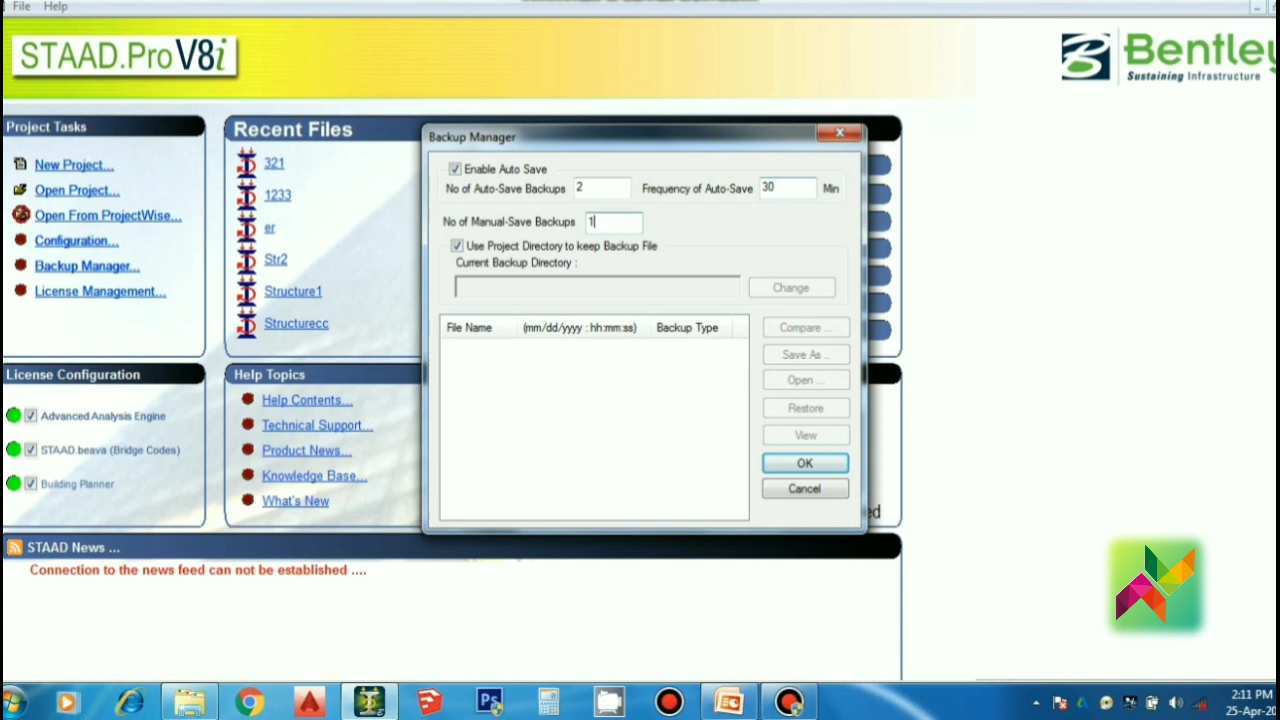 File Help
STAAD.Pro V8i
Bentley
Sustaining Infrastructure
Project Tasks
New Project...
Open Project...
Open From ProjectWise...
Configuration...
Backup Manager...
License Management...
Recent Files
321
1233
er
Str2
Structure1
Structurecc
Backup Manager
Enable Auto Save
No of Auto-Save Backups 2 Frequency of Auto-Save 30 Min
No of Manual-Save Backups 1
Use Project Directory to keep Backup File
Current Backup Directory :
Change
File Name (mm/dd/yyyy : hh:mm:ss) Backup Type
Compare ...
Save As ..
Open ...
Restore
View
OK
Cancel
License Configuration
Advanced Analysis Engine
STAAD.beava (Bridge Codes)
Building Planner
Help Topics
Help Contents...
Technical Support...
Product News...
Knowledge Base...
What's New
ed
STAAD News ...
Connection to the news feed can not be established ....
Ps
2:11 PM
25-Apr-20